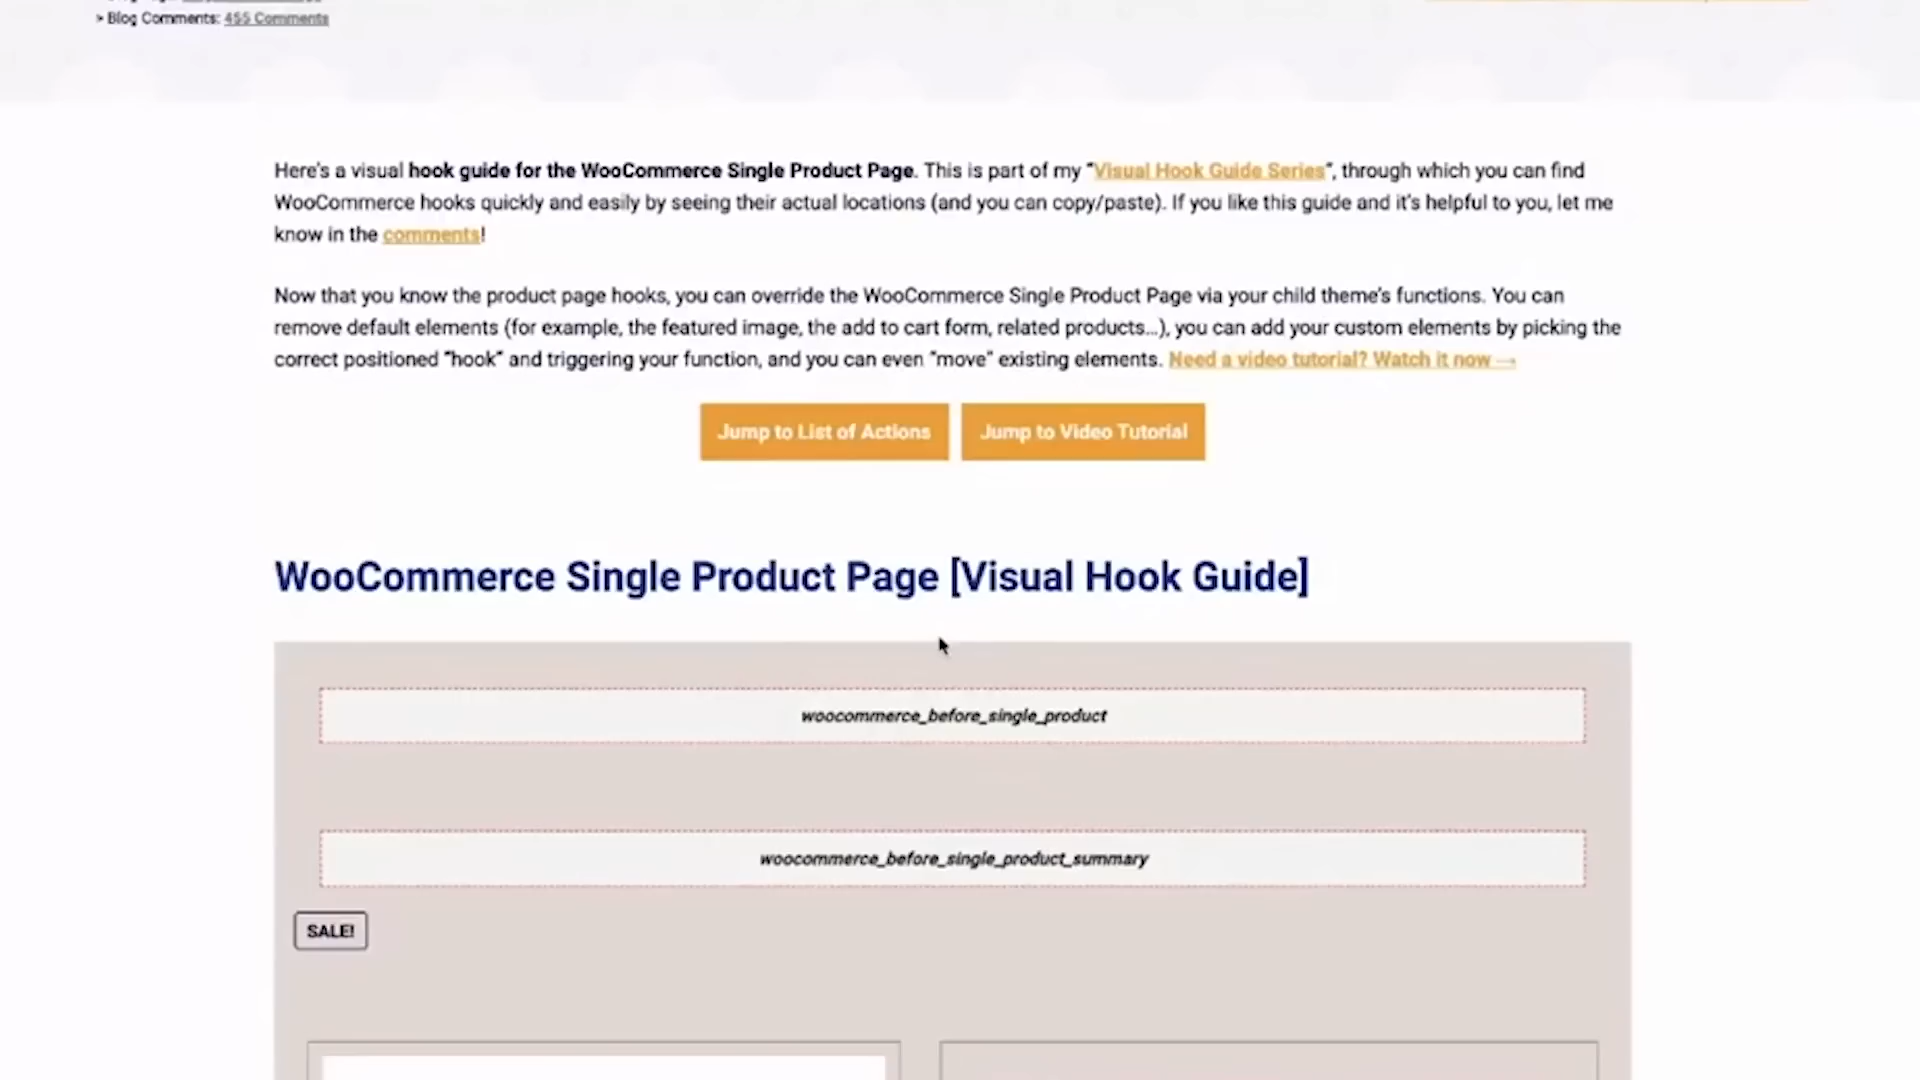 > Blog Comments: 455 Comments
Here's a visual hook guide for the WooCommerce Single Product Page. This is part of my "Visual Hook Guide Series", through which you can find
WooCommerce hooks quickly and easily by seeing their actual locations (and you can copy/paste). If you like this guide and it's helpful to you, let me
know in the comments!
Now that you know the product page hooks, you can override the WooCommerce Single Product Page via your child theme's functions. You can
remove default elements (for example, the featured image, the add to cart form, related products…), you can add your custom elements by picking the
correct positioned "hook" and triggering your function, and you can even "move" existing elements. Need a video tutorial? Watch it now →
Jump to List of Actions Jump to Video Tutorial
WooCommerce Single Product Page [Visual Hook Guide]
woocommerce_before_single_product
woocommerce_before_single_product_summary
SALE!